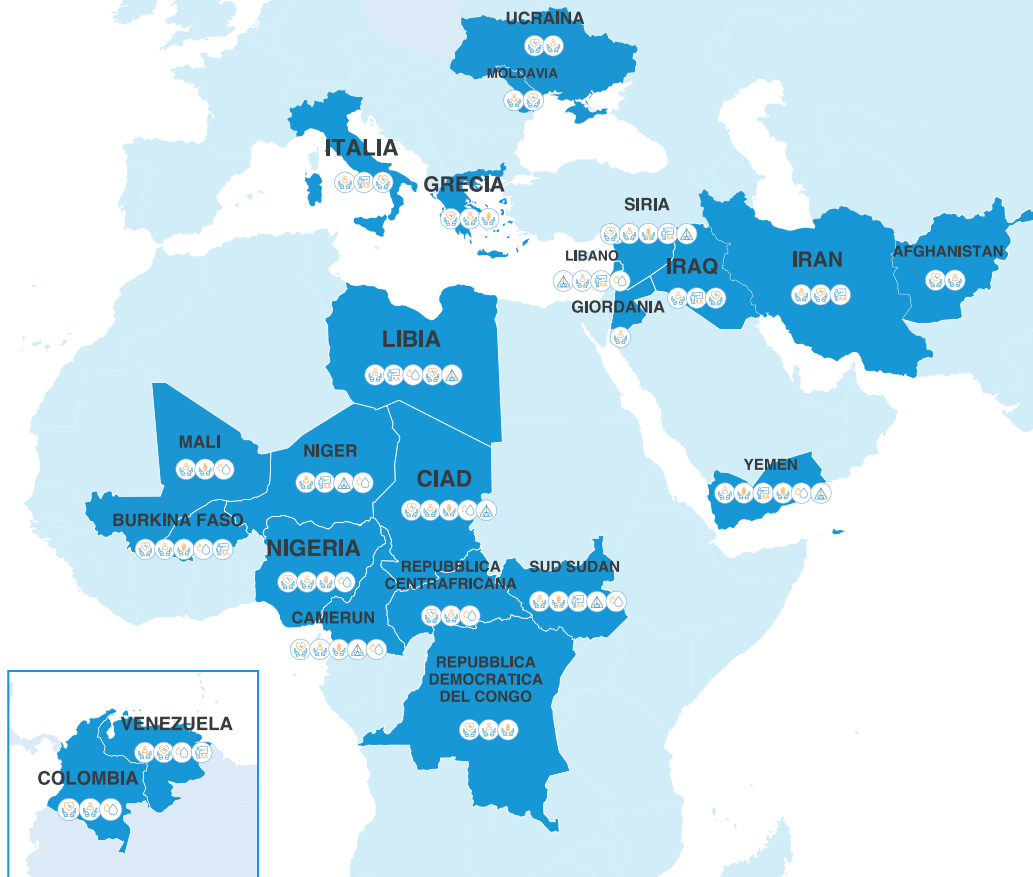 UCRAINA
MOLDAVIA
ITALIA
GRECIA
SIRIA
LIBANO
IRAQ
IRAN
AFGHANISTAN
GIORDANIA
LIBIA
MALI
NIGER
CIAD
YEMEN
BURKINA FASO
NIGERIA
REPUBBLICA
CENTRAFRICANA
SUD SUDAN
CAMERUN
REPUBBLICA
DEMOCRATICA
DEL CONGO
VENEZUELA
COLOMBIA